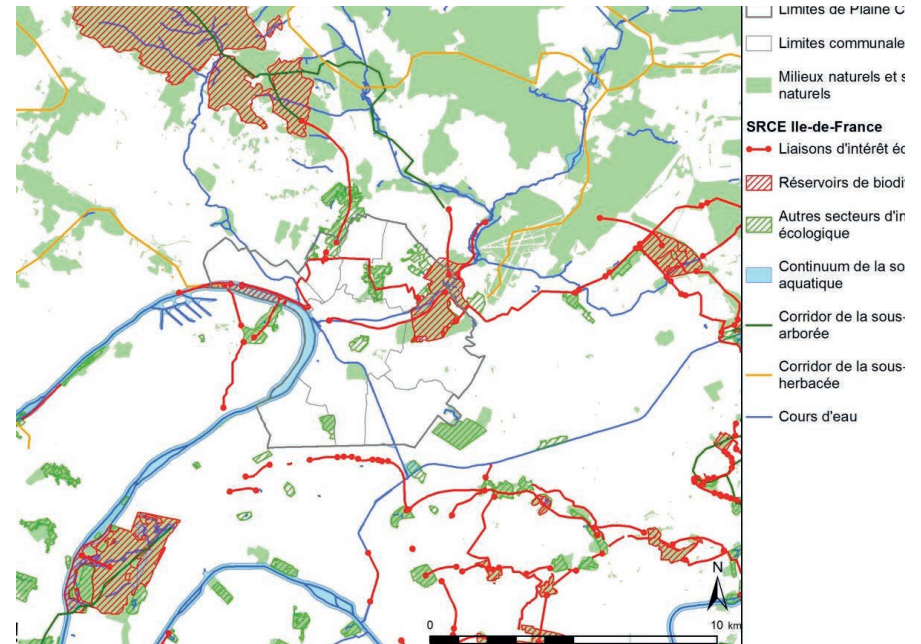 Limites de Plaine C
Limites communale
Milieux naturels et s
naturels
SRCE Ile-de-France
Liaisons d'intérêt éc
Réservoirs de biodi
Autres secteurs d'in
écologique
Continuum de la so
aquatique
Corridor de la sous-
arborée
Corridor de la sous-
herbacée
Cours d'eau
N
0 10 km